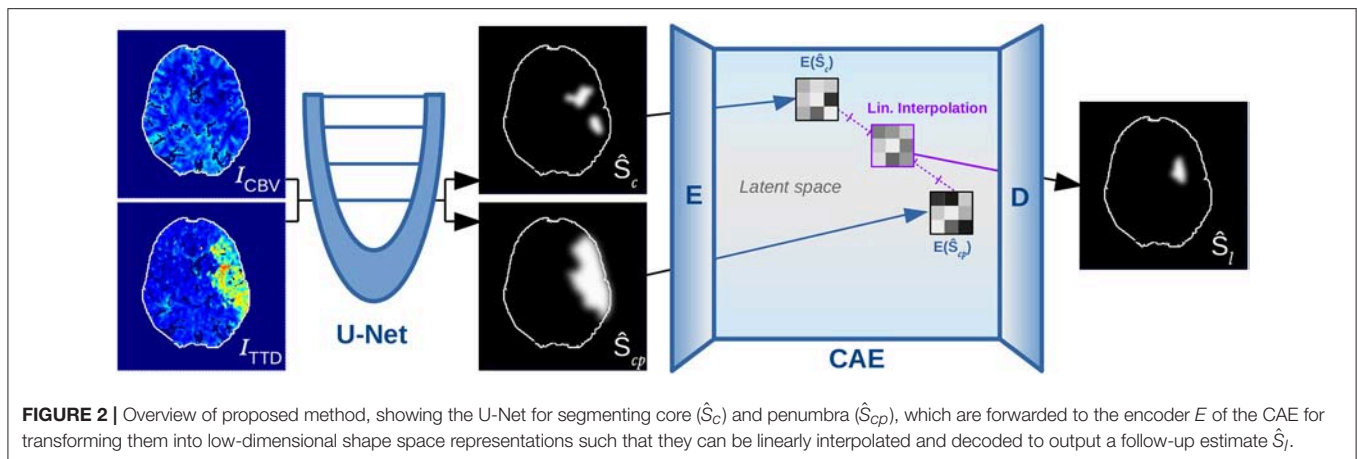 I_CBV
I_TTD
U-Net
Ŝ_c
Ŝ_cp
E
E(Ŝ_c)
Lin. Interpolation
Latent space
E(Ŝ_cp)
D
CAE
Ŝ_l
FIGURE 2 | Overview of proposed method, showing the U-Net for segmenting core (Ŝ_c) and penumbra (Ŝ_cp), which are forwarded to the encoder E of the CAE for
transforming them into low-dimensional shape space representations such that they can be linearly interpolated and decoded to output a follow-up estimate Ŝ_l.